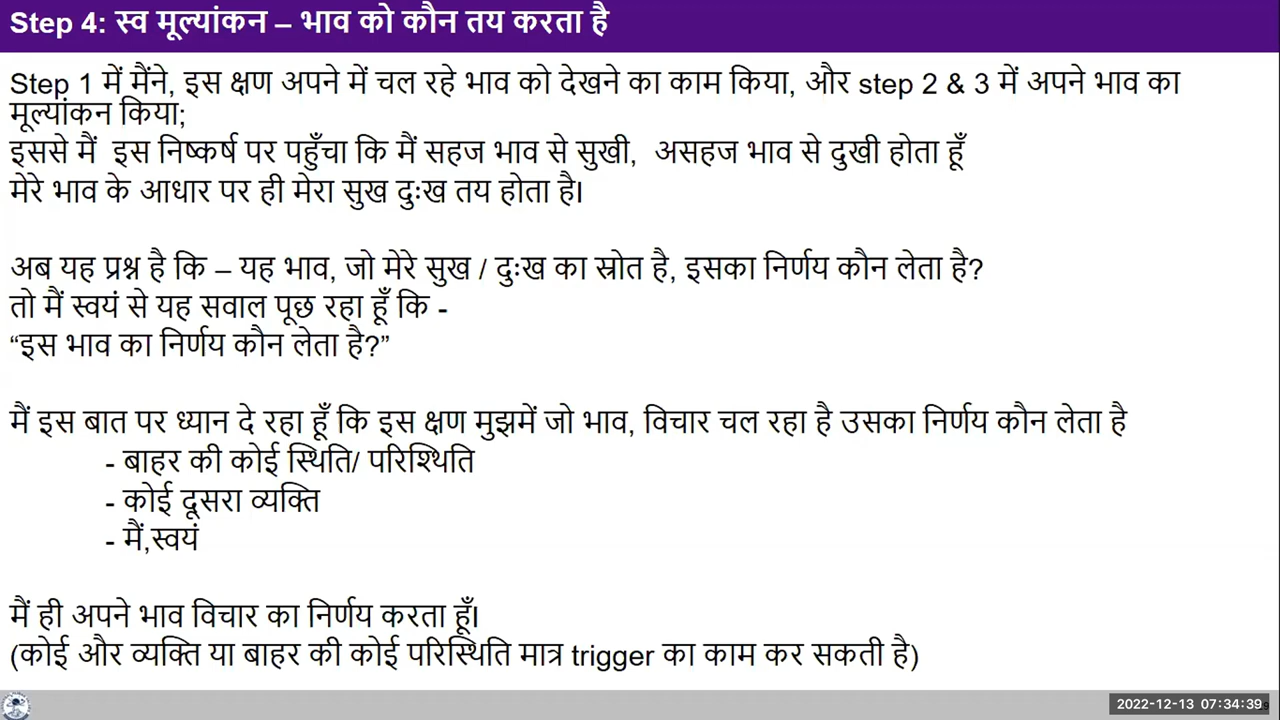 Step 4: स्व मूल्यांकन – भाव को कौन तय करता है
Step 1 में मैंने, इस क्षण अपने में चल रहे भाव को देखने का काम किया, और step 2 & 3 में अपने भाव का
मूल्यांकन किया;
इससे मैं इस निष्कर्ष पर पहुँचा कि मैं सहज भाव से सुखी, असहज भाव से दुखी होता हूँ
मेरे भाव के आधार पर ही मेरा सुख दुःख तय होता है।
अब यह प्रश्न है कि – यह भाव, जो मेरे सुख / दुःख का स्रोत है, इसका निर्णय कौन लेता है?
तो मैं स्वयं से यह सवाल पूछ रहा हूँ कि -
“इस भाव का निर्णय कौन लेता है?”
मैं इस बात पर ध्यान दे रहा हूँ कि इस क्षण मुझमें जो भाव, विचार चल रहा है उसका निर्णय कौन लेता है
- बाहर की कोई स्थिति/ परिश्थिति
- कोई दूसरा व्यक्ति
- मैं,स्वयं
मैं ही अपने भाव विचार का निर्णय करता हूँ।
(कोई और व्यक्ति या बाहर की कोई परिस्थिति मात्र trigger का काम कर सकती है)
2022-12-13 07:34:39